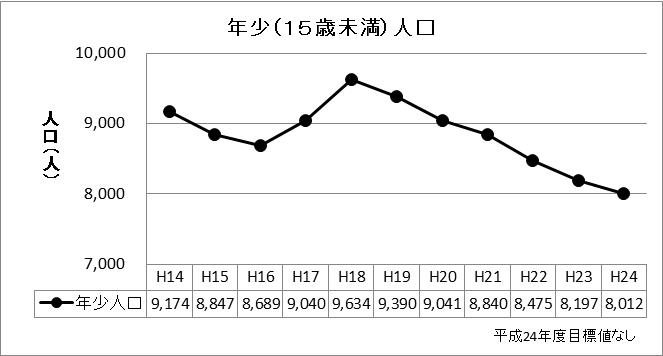 年少（１５歳未満）人口
人口（人）
10,000
9,000
8,000
7,000
H14 H15 H16 H17 H18 H19 H20 H21 H22 H23 H24
年少人口 9,174 8,847 8,689 9,040 9,634 9,390 9,041 8,840 8,475 8,197 8,012
平成24年度目標値なし